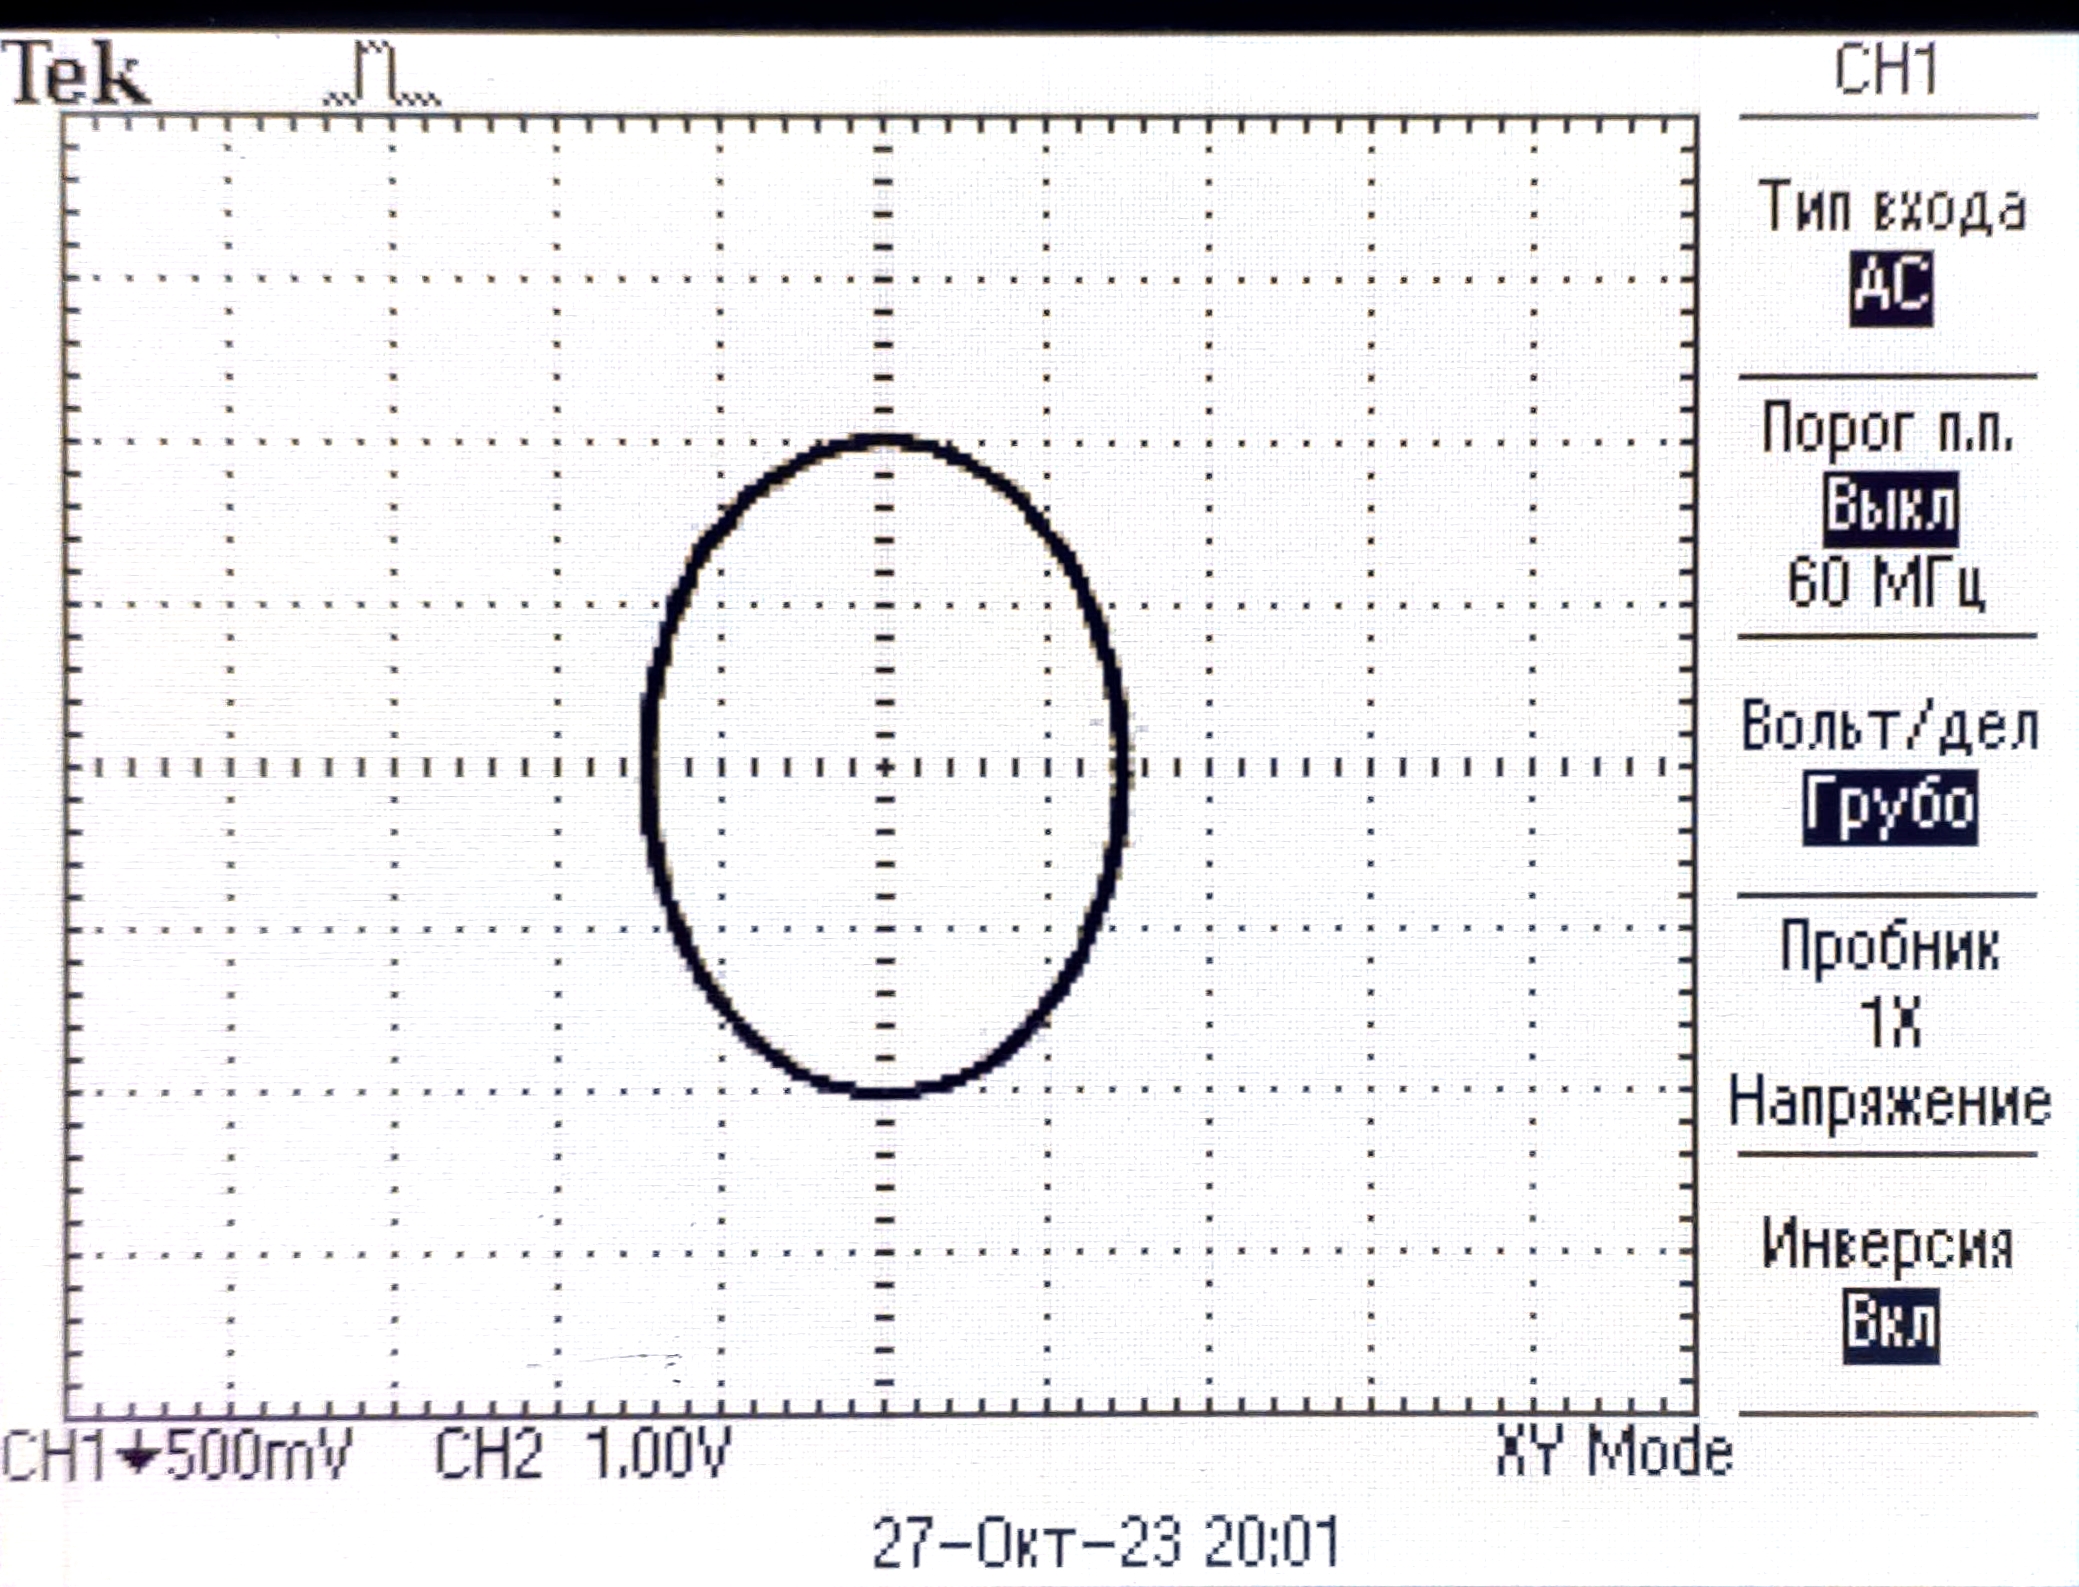 Tek
CH1
Тип входа
АС
Порог п.п.
Выкл
60 МГц
Вольт/дел
Грубо
Пробник
1X
Напряжение
Инверсия
Вкл
CH1 500mV CH2 1.00V XY Mode
27-Окт-23 20:01